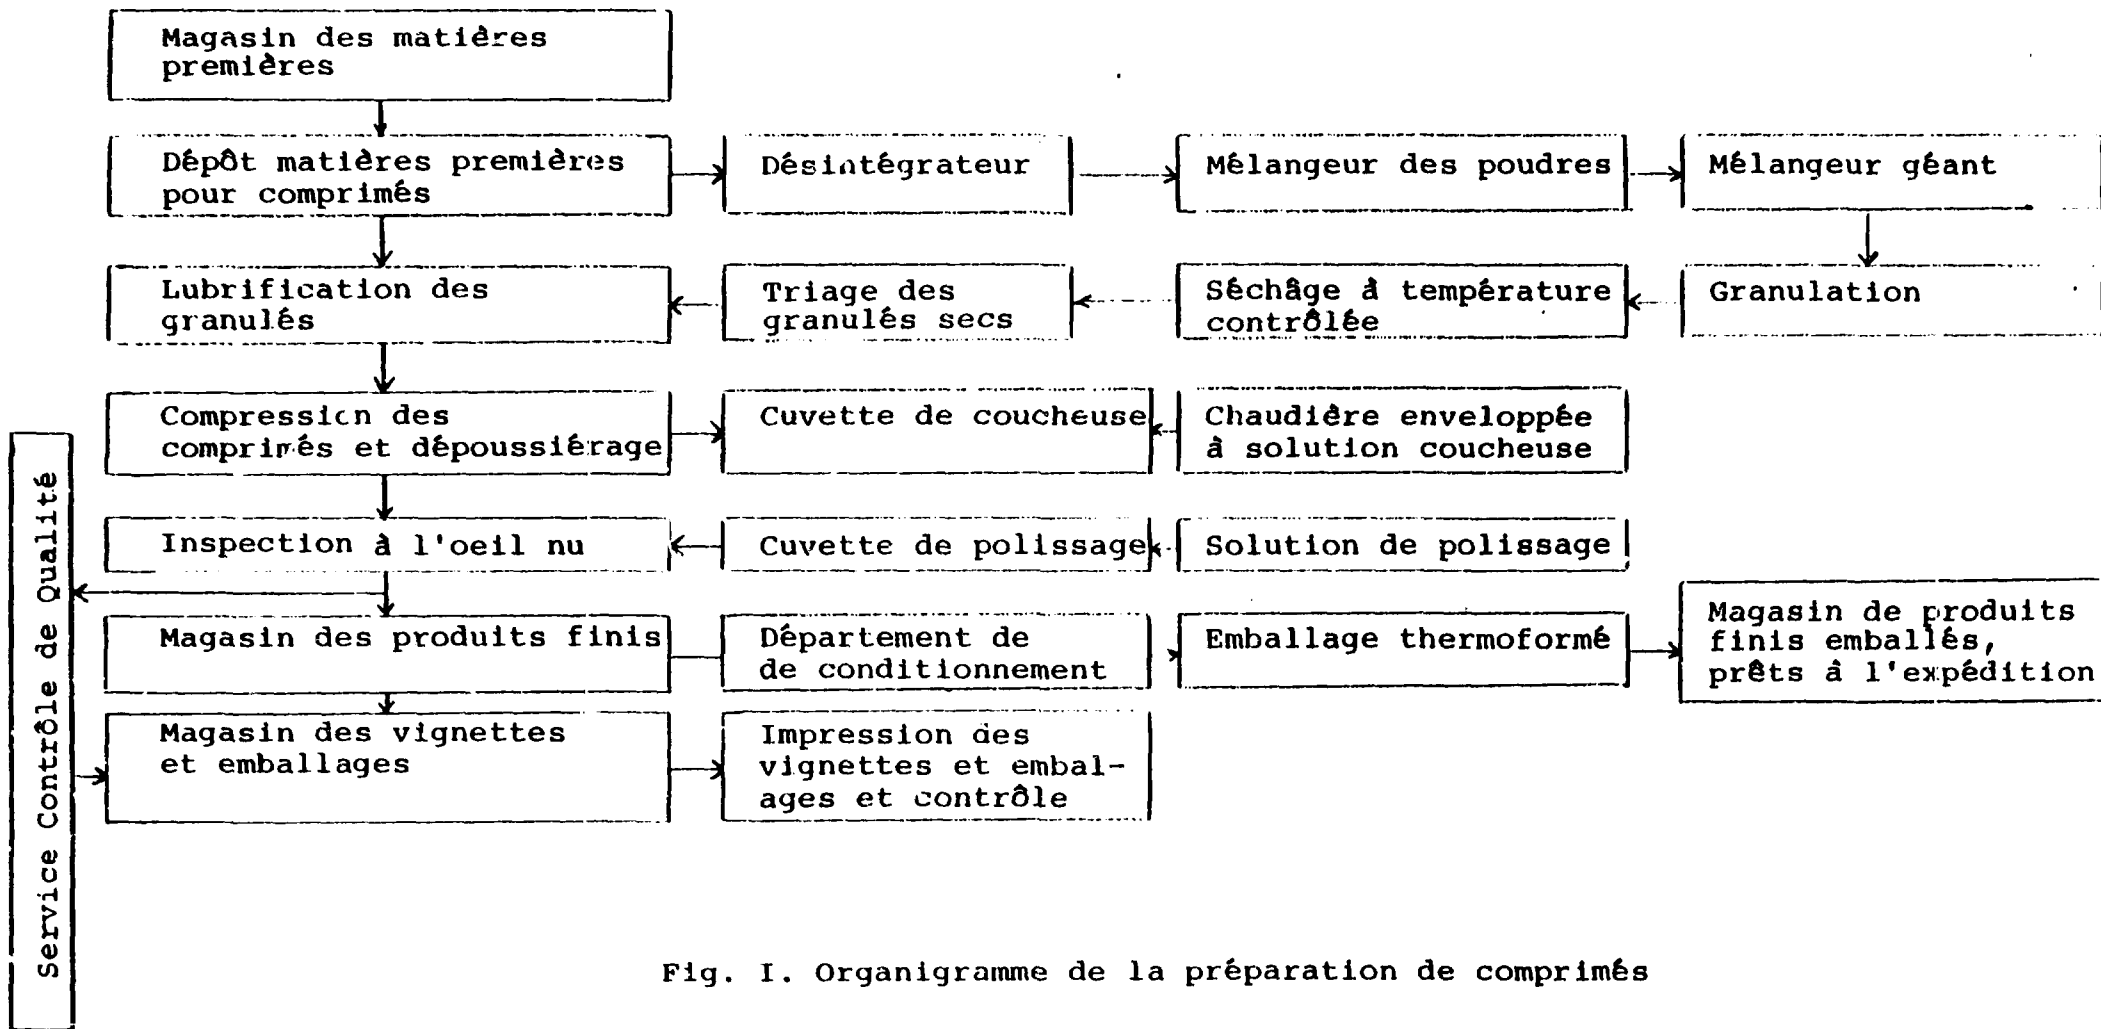 Magasin des matières
premières
Dépôt matières premières
pour comprimés
Désintégrateur
Mélangeur des poudres
Mélangeur géant
Lubrification des
granulés
Triage des
granulés secs
Séchâge à température
contrôlée
Granulation
Compression des
comprimés et dépoussiérage
Cuvette de coucheuse
Chaudière enveloppée
à solution coucheuse
Inspection à l'oeil nu
Cuvette de polissage
Solution de polissage
Magasin des produits finis
Département de
de conditionnement
Emballage thermoformé
Magasin de produits
finis emballés,
prêts à l'expédition
Magasin des vignettes
et emballages
Impression des
vignettes et embal-
ages et contrôle
Service Contrôle de Qualité
Fig. I. Organigramme de la préparation de comprimés